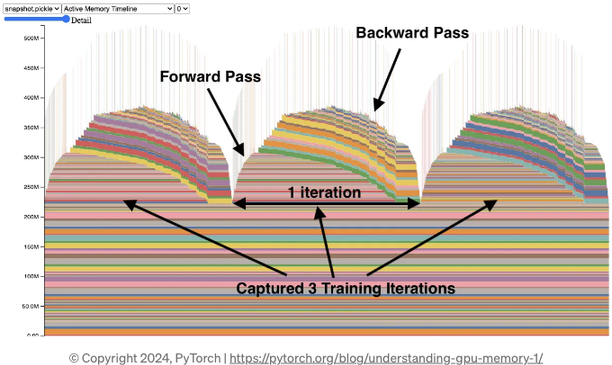 snapshot.pickle Active Memory Timeline 0
Detail
500M
450M
400M
350M
300M
250M
200M
150M
100M
50.0M
0.00
Backward Pass
Forward Pass
1 iteration
Captured 3 Training Iterations
© Copyright 2024, PyTorch | https://pytorch.org/blog/understanding-gpu-memory-1/